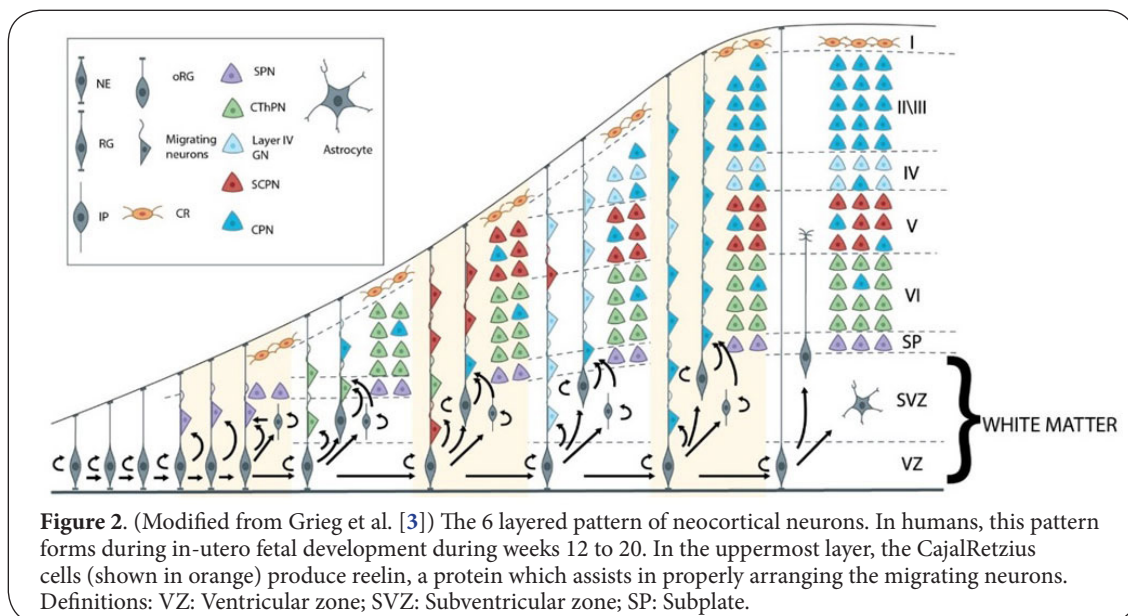 NE
oRG
SPN
CThPN
RG
Migrating
neurons
Layer IV
GN
Astrocyte
SCPN
IP
CR
CPN
I
II\III
IV
V
VI
SP
SVZ
WHITE MATTER
VZ
Figure 2. (Modified from Grieg et al. [3]) The 6 layered pattern of neocortical neurons. In humans, this pattern
forms during in-utero fetal development during weeks 12 to 20. In the uppermost layer, the CajalRetzius
cells (shown in orange) produce reelin, a protein which assists in properly arranging the migrating neurons.
Definitions: VZ: Ventricular zone; SVZ: Subventricular zone; SP: Subplate.